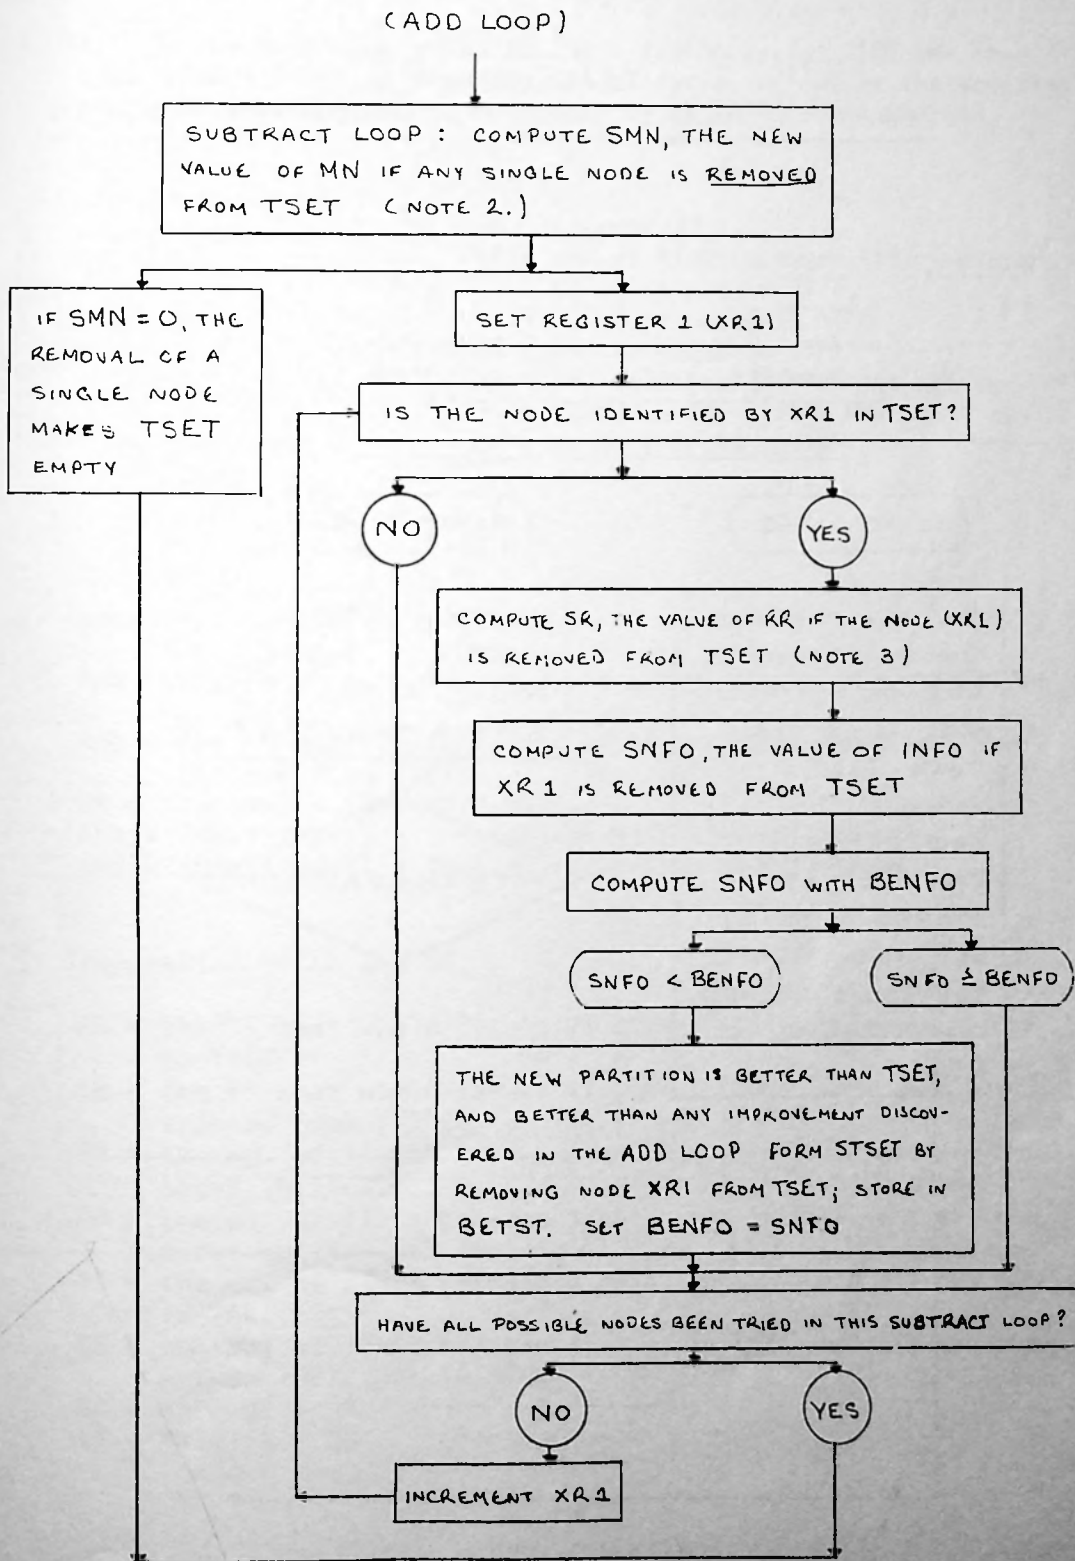 (ADD LOOP)
SUBTRACT LOOP: COMPUTE SMN, THE NEW
VALUE OF MN IF ANY SINGLE NODE IS REMOVED
FROM TSET (NOTE 2.)
IF SMN = 0, THE
REMOVAL OF A
SINGLE NODE
MAKES TSET
EMPTY
SET REGISTER 1 (XR1)
IS THE NODE IDENTIFIED BY XR1 IN TSET?
NO
YES
COMPUTE SR, THE VALUE OF RR IF THE NODE (XR1)
IS REMOVED FROM TSET (NOTE 3)
COMPUTE SNFO, THE VALUE OF INFO IF
XR1 IS REMOVED FROM TSET
COMPUTE SNFO WITH BENFO
SNFO < BENFO
SNFO ≥ BENFO
THE NEW PARTITION IS BETTER THAN TSET,
AND BETTER THAN ANY IMPROVEMENT DISCOV-
ERED IN THE ADD LOOP FORM STSET BY
REMOVING NODE XR1 FROM TSET; STORE IN
BETST. SET BENFO = SNFO
HAVE ALL POSSIBLE NODES BEEN TRIED IN THIS SUBTRACT LOOP?
NO
YES
INCREMENT XR1